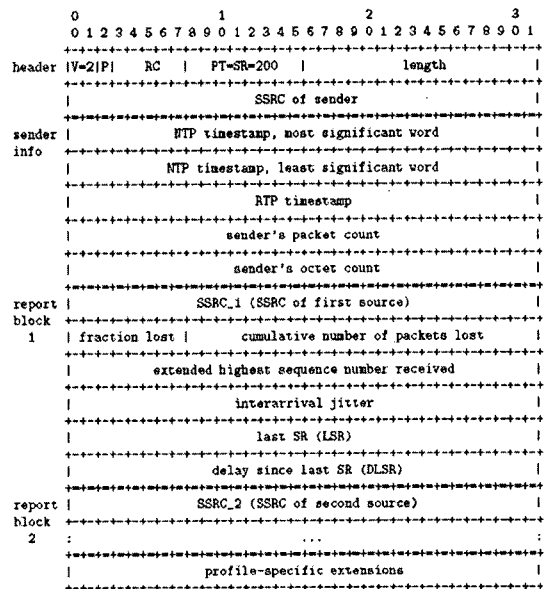 0 1 2 3
0 1 2 3 4 5 6 7 8 9 0 1 2 3 4 5 6 7 8 9 0 1 2 3 4 5 6 7 8 9 0 1
+-+-+-+-+-+-+-+-+-+-+-+-+-+-+-+-+-+-+-+-+-+-+-+-+-+-+-+-+-+-+-+-+
header |V=2|P| RC | PT=SR=200 | length |
+-+-+-+-+-+-+-+-+-+-+-+-+-+-+-+-+-+-+-+-+-+-+-+-+-+-+-+-+-+-+-+-+
| SSRC of sender |
+=+=+=+=+=+=+=+=+=+=+=+=+=+=+=+=+=+=+=+=+=+=+=+=+=+=+=+=+=+=+=+=+
sender | NTP timestamp, most significant word |
info +-+-+-+-+-+-+-+-+-+-+-+-+-+-+-+-+-+-+-+-+-+-+-+-+-+-+-+-+-+-+-+-+
| NTP timestamp, least significant word |
+-+-+-+-+-+-+-+-+-+-+-+-+-+-+-+-+-+-+-+-+-+-+-+-+-+-+-+-+-+-+-+-+
| RTP timestamp |
+-+-+-+-+-+-+-+-+-+-+-+-+-+-+-+-+-+-+-+-+-+-+-+-+-+-+-+-+-+-+-+-+
| sender's packet count |
+-+-+-+-+-+-+-+-+-+-+-+-+-+-+-+-+-+-+-+-+-+-+-+-+-+-+-+-+-+-+-+-+
| sender's octet count |
+=+=+=+=+=+=+=+=+=+=+=+=+=+=+=+=+=+=+=+=+=+=+=+=+=+=+=+=+=+=+=+=+
report | SSRC_1 (SSRC of first source) |
block +-+-+-+-+-+-+-+-+-+-+-+-+-+-+-+-+-+-+-+-+-+-+-+-+-+-+-+-+-+-+-+-+
1 | fraction lost | cumulative number of packets lost |
+-+-+-+-+-+-+-+-+-+-+-+-+-+-+-+-+-+-+-+-+-+-+-+-+-+-+-+-+-+-+-+-+
| extended highest sequence number received |
+-+-+-+-+-+-+-+-+-+-+-+-+-+-+-+-+-+-+-+-+-+-+-+-+-+-+-+-+-+-+-+-+
| interarrival jitter |
+-+-+-+-+-+-+-+-+-+-+-+-+-+-+-+-+-+-+-+-+-+-+-+-+-+-+-+-+-+-+-+-+
| last SR (LSR) |
+-+-+-+-+-+-+-+-+-+-+-+-+-+-+-+-+-+-+-+-+-+-+-+-+-+-+-+-+-+-+-+-+
| delay since last SR (DLSR) |
+=+=+=+=+=+=+=+=+=+=+=+=+=+=+=+=+=+=+=+=+=+=+=+=+=+=+=+=+=+=+=+=+
report | SSRC_2 (SSRC of second source) |
block +-+-+-+-+-+-+-+-+-+-+-+-+-+-+-+-+-+-+-+-+-+-+-+-+-+-+-+-+-+-+-+-+
2 : ... :
+=+=+=+=+=+=+=+=+=+=+=+=+=+=+=+=+=+=+=+=+=+=+=+=+=+=+=+=+=+=+=+=+
| profile-specific extensions |
+-+-+-+-+-+-+-+-+-+-+-+-+-+-+-+-+-+-+-+-+-+-+-+-+-+-+-+-+-+-+-+-+